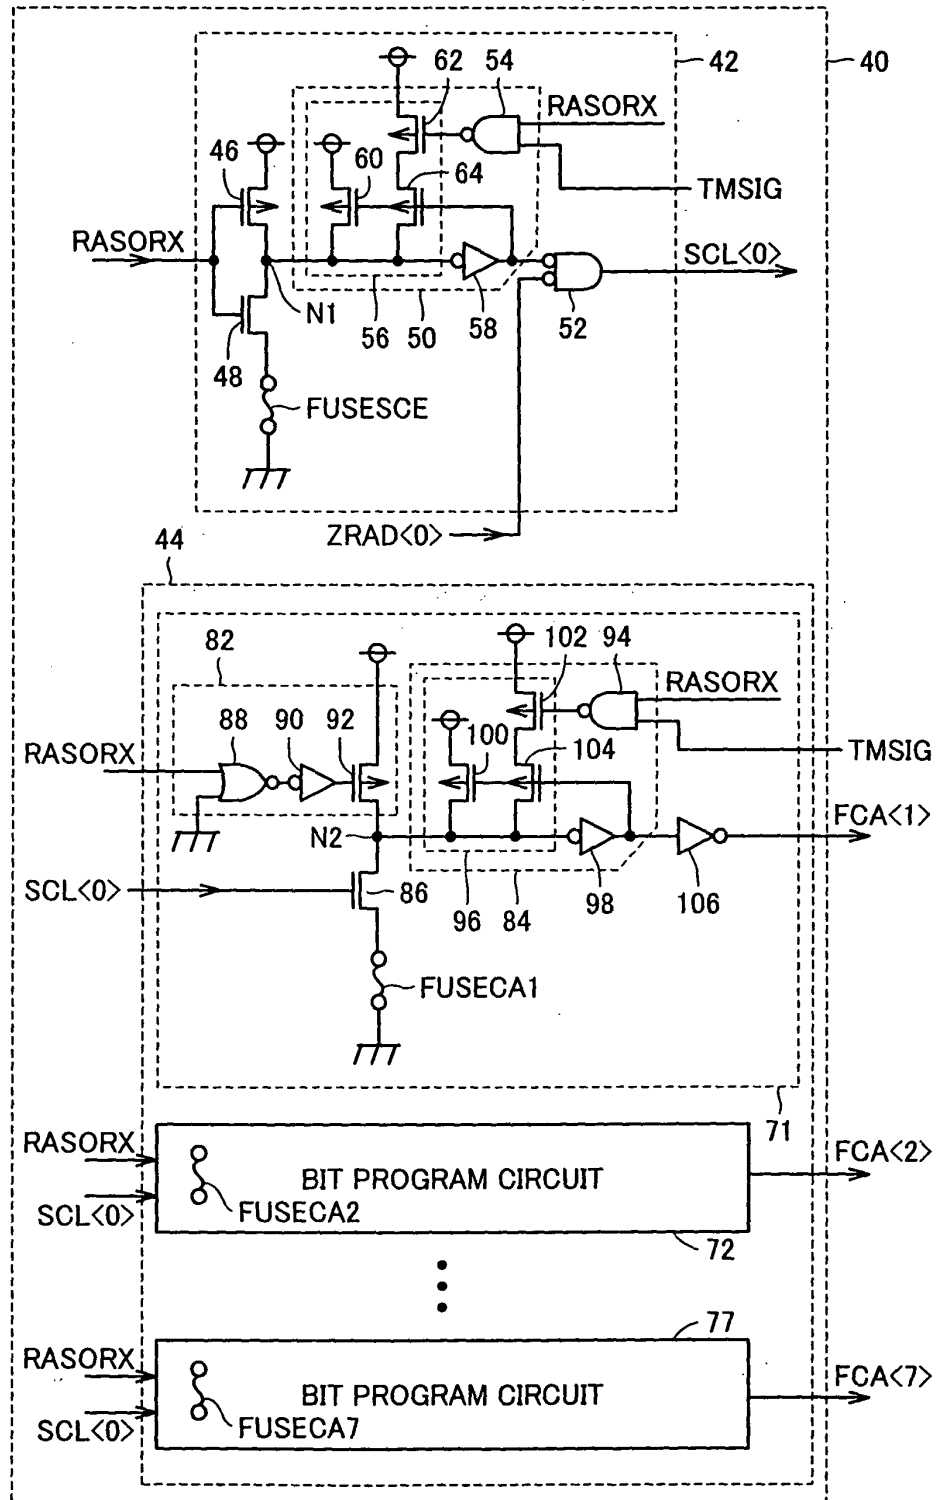 62 54
42
40
RASORX
46
60
64
TMSIG
RASORX
SCL<0>
N1
56 50 58 52
48
FUSESCE
ZRAD<0>
44
102 94
82
RASORX
88 90 92
100
104
RASORX
TMSIG
FCA<1>
N2
SCL<0>
86
96 84 98 106
FUSECA1
71
RASORX
FCA<2>
BIT PROGRAM CIRCUIT
SCL<0>
FUSECA2
72
77
RASORX
FCA<7>
BIT PROGRAM CIRCUIT
SCL<0>
FUSECA7